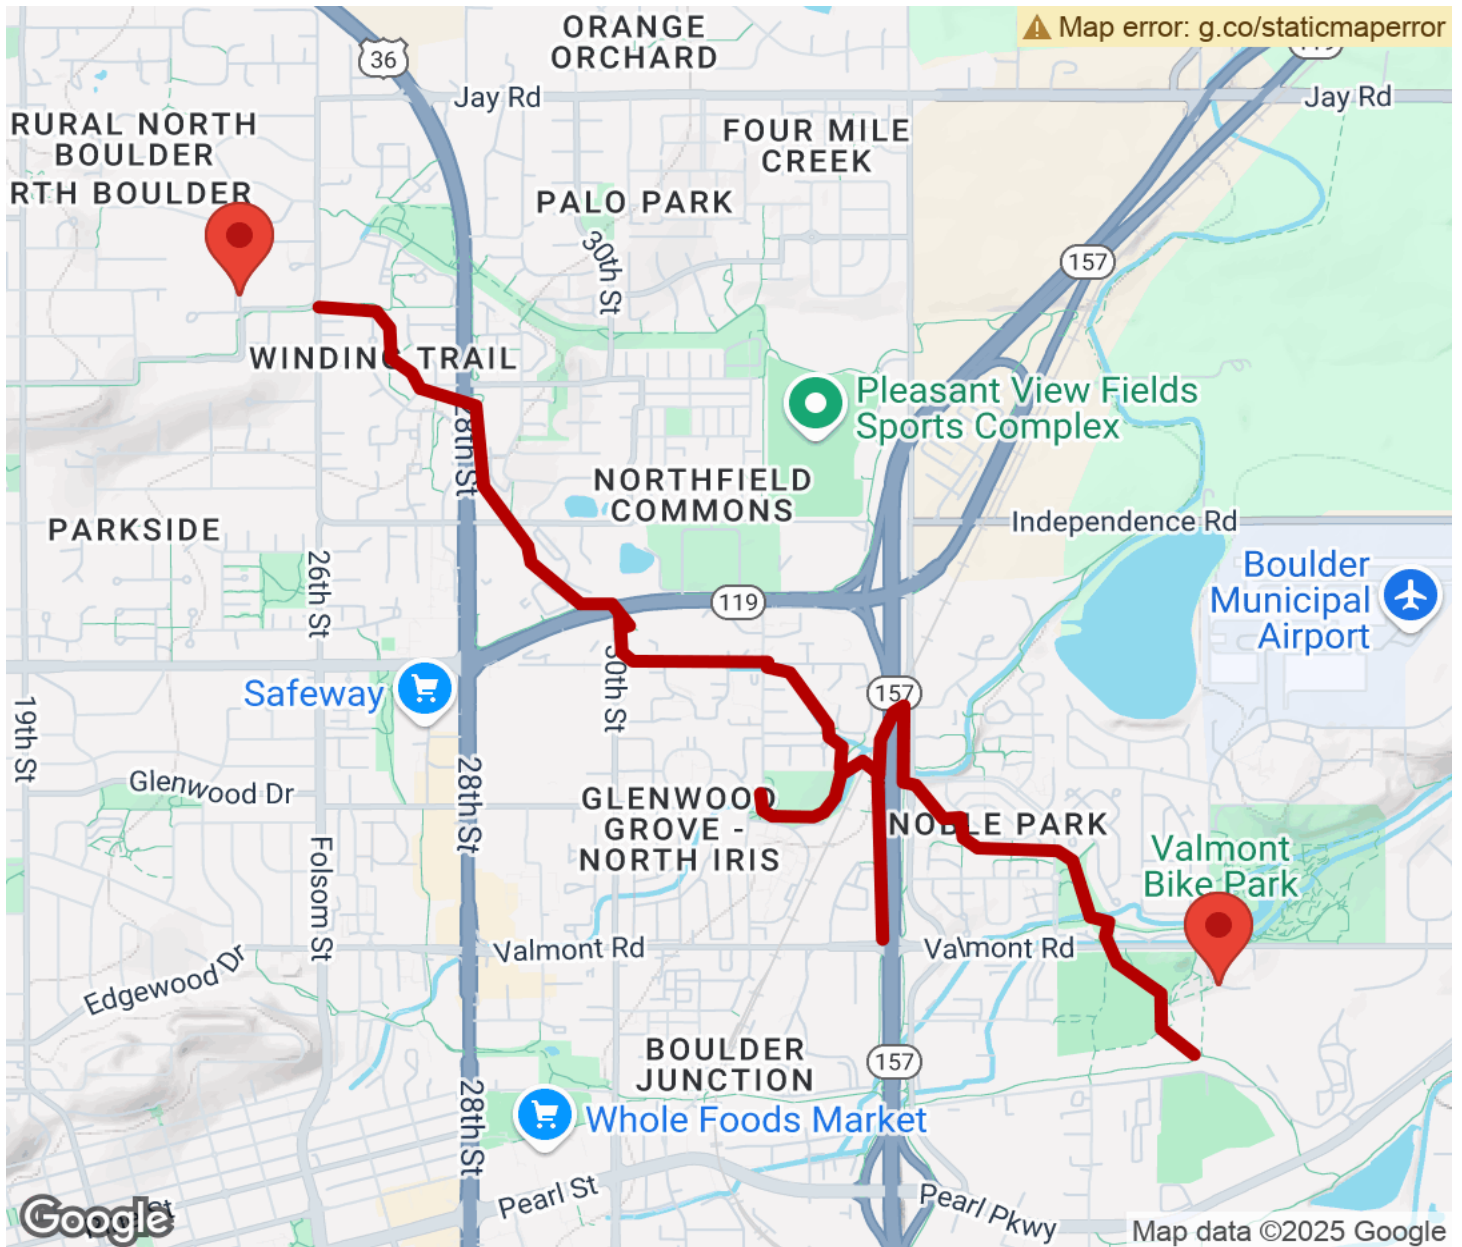 Map error: g.co/staticmaperror
ORANGE
ORCHARD
36
Jay Rd
Jay Rd
RURAL NORTH
BOULDER
RTH BOULDER
FOUR MILE
CREEK
PALO PARK
30th St
157
WINDING TRAIL
Pleasant View Fields
Sports Complex
28th St
NORTHFIELD
COMMONS
PARKSIDE
Independence Rd
26th St
Boulder
Municipal
Airport
119
Safeway
30th St
157
19th St
Glenwood Dr
28th St
GLENWOOD
GROVE -
NORTH IRIS
NOBLE PARK
Valmont
Bike Park
Folsom St
Valmont Rd
Valmont Rd
Edgewood Dr
BOULDER
JUNCTION
157
28th St
Whole Foods Market
Pearl St
Pearl Pkwy
Google
Map data ©2025 Google